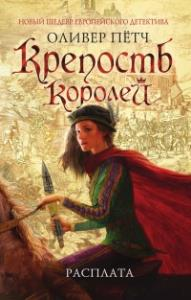 НОВЫЙ ШЕДЕВР ЕВРОПЕЙСКОГО ДЕТЕКТИВА
ОЛИВЕР ПЁТЧ
Крепость
Королей
РАСПЛАТА